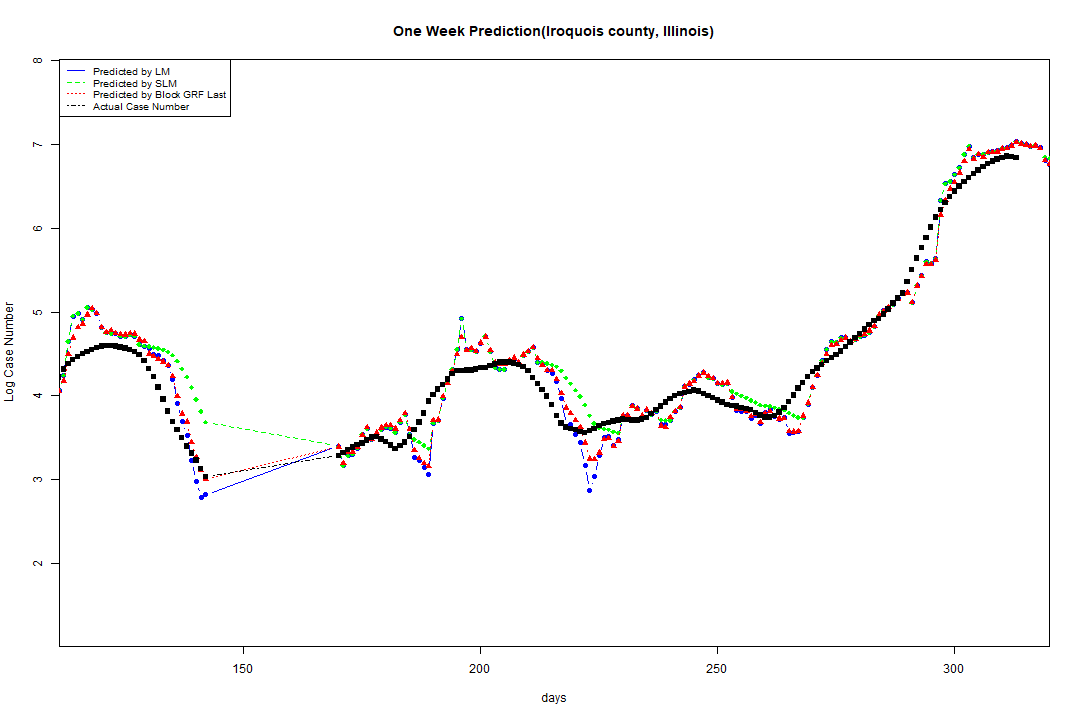 One Week Prediction(Iroquois county, Illinois)
Predicted by LM
Predicted by SLM
Predicted by Block GRF Last
Actual Case Number
8
7
6
5
4
3
2
Log Case Number
150 200 250 300
days